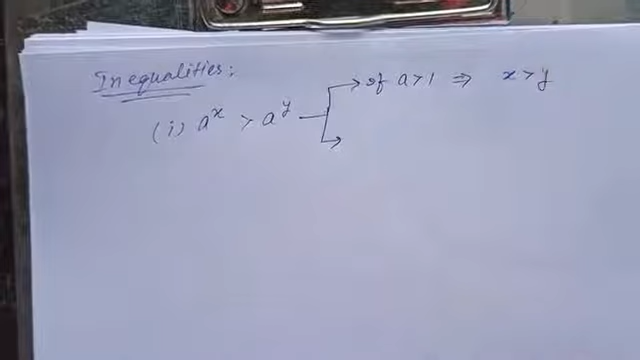 Inequalities:
(i) a^x > a^y → if a>1 ⇒ x>y